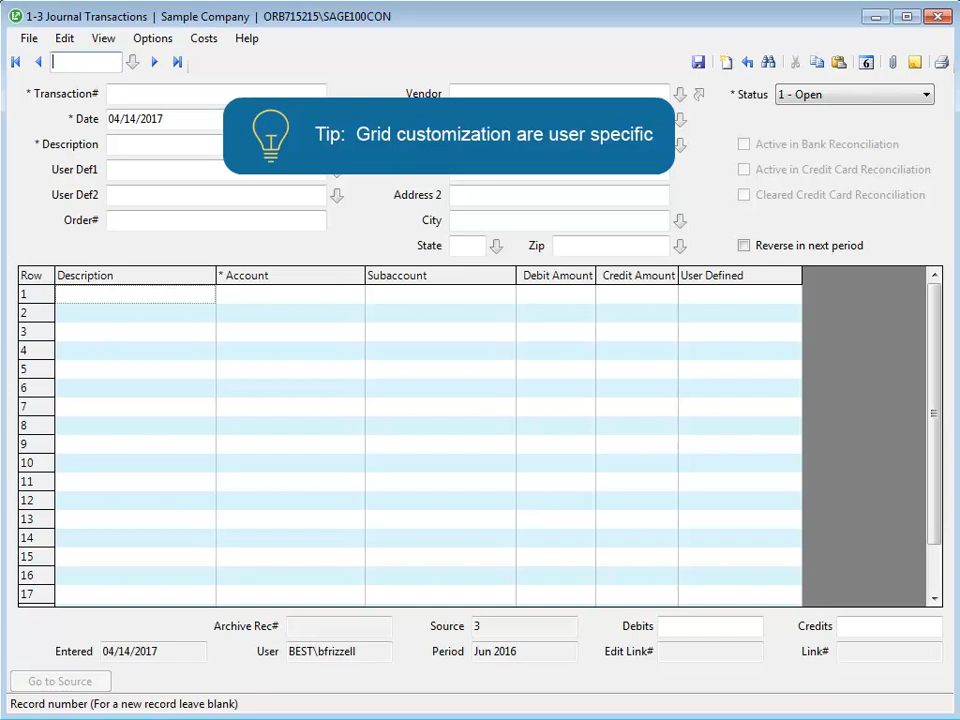 1-3 Journal Transactions | Sample Company | ORB715215\SAGE100CON
File Edit View Options Costs Help
6
* Transaction# Vendor * Status 1 - Open
* Date 04/14/2017
Tip: Grid customization are user specific
* Description Active in Bank Reconciliation
User Def1 Active in Credit Card Reconciliation
User Def2 Address 2 Cleared Credit Card Reconciliation
Order# City
State Zip Reverse in next period
Row Description * Account Subaccount Debit Amount Credit Amount User Defined
1
2
3
4
5
6
7
8
9
10
11
12
13
14
15
16
17
Archive Rec# Source 3 Debits Credits
Entered 04/14/2017 User BEST\bfrizzell Period Jun 2016 Edit Link# Link#
Go to Source
Record number (For a new record leave blank)